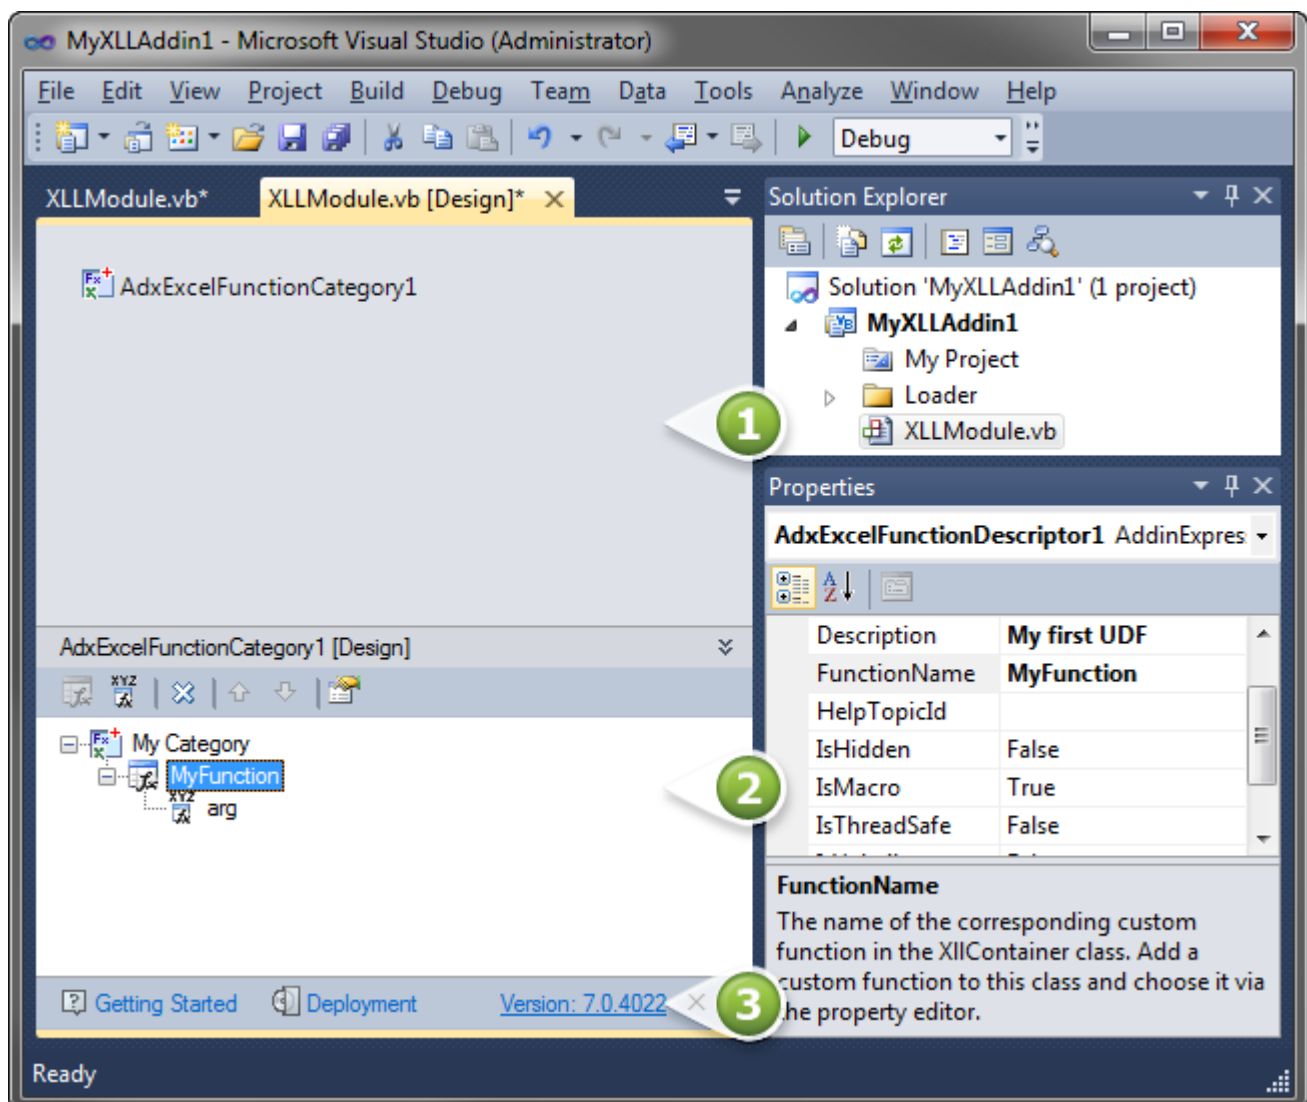 MyXLLAddin1 - Microsoft Visual Studio (Administrator)
File Edit View Project Build Debug Team Data Tools Analyze Window Help
Debug
XLLModule.vb*
XLLModule.vb [Design]*
AdxExcelFunctionCategory1
1
AdxExcelFunctionCategory1 [Design]
XYZ
My Category
MyFunction
XYZ
arg
2
Getting Started
Deployment
Version: 7.0.4022
3
Solution Explorer
Solution 'MyXLLAddin1' (1 project)
MyXLLAddin1
My Project
Loader
XLLModule.vb
Properties
AdxExcelFunctionDescriptor1 AddinExpres
Description My first UDF
FunctionName MyFunction
HelpTopicId
IsHidden False
IsMacro True
IsThreadSafe False
FunctionName
The name of the corresponding custom
function in the XllContainer class. Add a
custom function to this class and choose it via
the property editor.
Ready